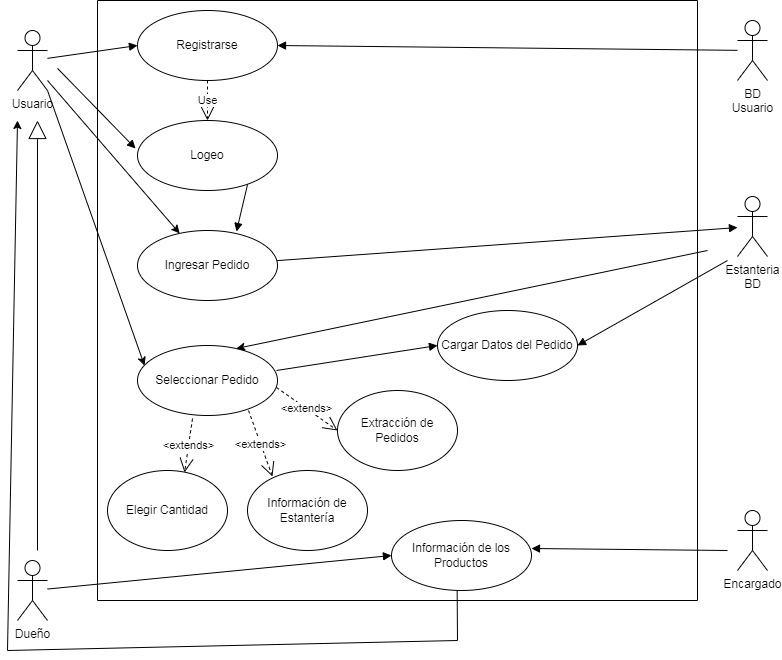 Registrarse
Usuario
BD
Usuario
Use
Logeo
Ingresar Pedido
Estanteria
BD
Cargar Datos del Pedido
Seleccionar Pedido
<extends>
Extracción de
Pedidos
<extends>
<extends>
Elegir Cantidad
Información de
Estantería
Información de los
Productos
Encargado
Dueño